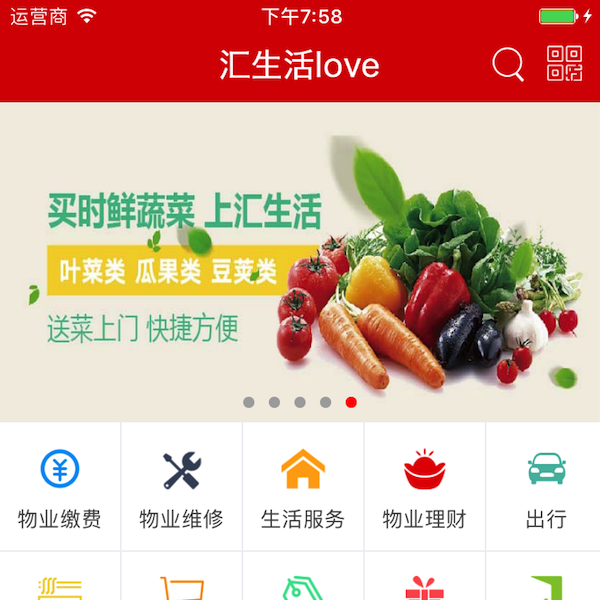 运营商 下午7:58
汇生活love
买时鲜蔬菜 上汇生活
叶菜类 瓜果类 豆荚类
送菜上门 快捷方便
物业缴费 物业维修 生活服务 物业理财 出行